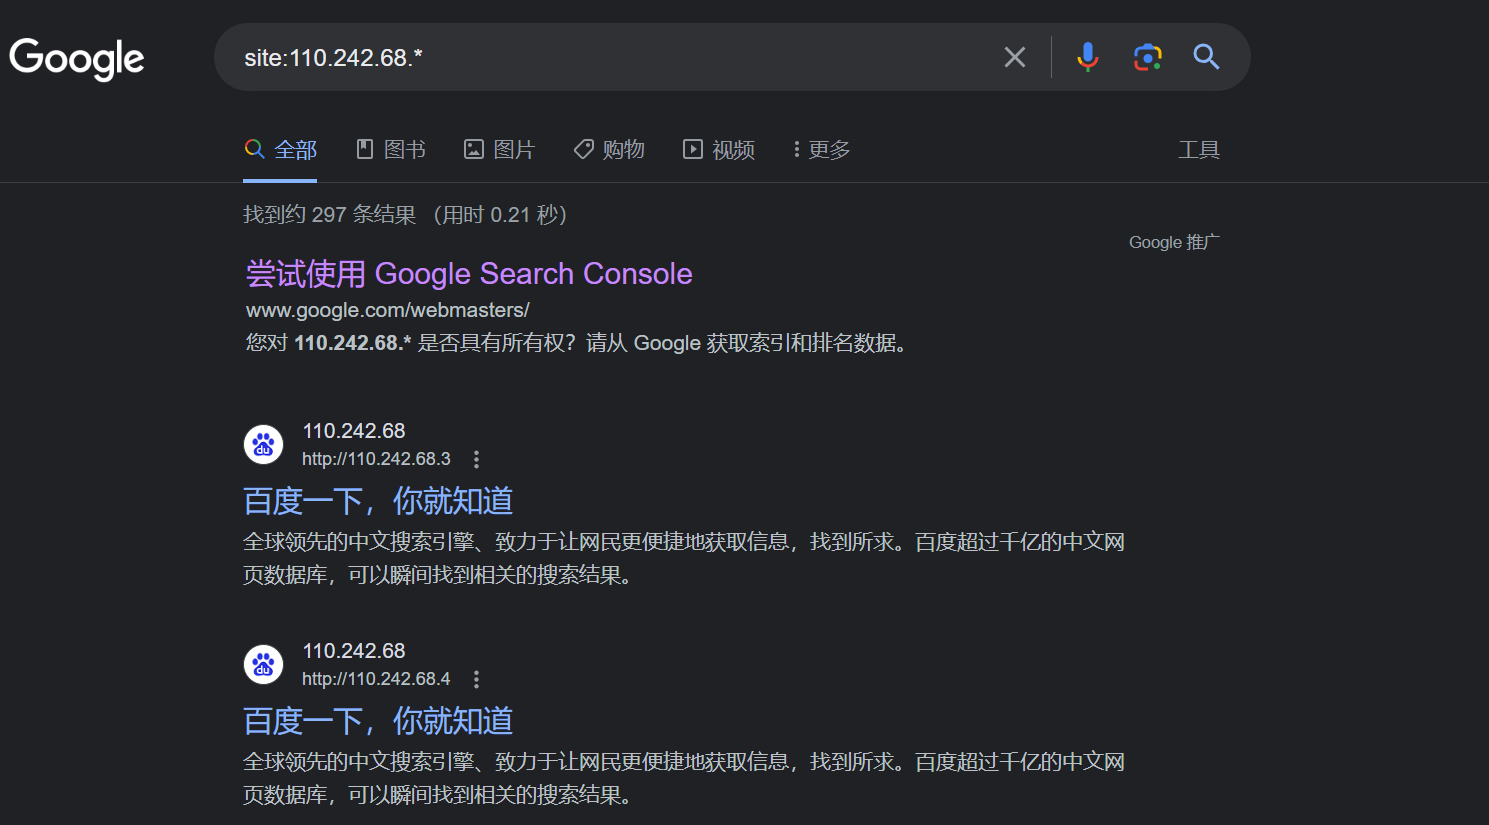 Google
site:110.242.68.*
全部 图书 图片 购物 视频 更多 工具
找到约 297 条结果 （用时 0.21 秒）
Google 推广
尝试使用 Google Search Console
www.google.com/webmasters/
您对 110.242.68.* 是否具有所有权？请从 Google 获取索引和排名数据。
110.242.68
http://110.242.68.3
du
百度一下，你就知道
全球领先的中文搜索引擎、致力于让网民更便捷地获取信息，找到所求。百度超过千亿的中文网
页数据库，可以瞬间找到相关的搜索结果。
110.242.68
http://110.242.68.4
du
百度一下，你就知道
全球领先的中文搜索引擎、致力于让网民更便捷地获取信息，找到所求。百度超过千亿的中文网
页数据库，可以瞬间找到相关的搜索结果。